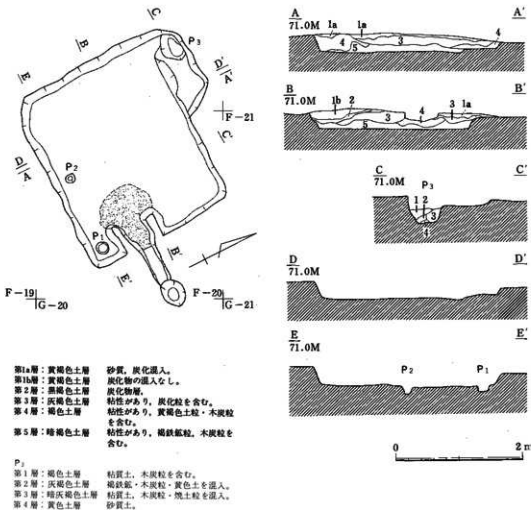 C
B
E
P3
D/A
F-21
C'
D/A
P2
P1
B'
E'
F-19
G-20
F-20
G-21
A
A'
71.0M
1a
1a
4
5
3
4
B
B'
71.0M
1b
2
3
4
3
1a
5
C
C'
71.0M
P3
1
2
3
4
D
D'
71.0M
E
E'
71.0M
P2
P1
0
2m
第1a層:黄褐色土層 砂質,炭化混入。
第1b層:黄褐色土層 炭化物の混入なし。
第2層:黒褐色土層 炭化物層。
第3層:灰褐色土層 粘性があり,炭化粒を含む。
第4層:褐色土層 粘性があり,黄褐色土粒・木炭粒
を含む。
第5層:暗褐色土層 粘性があり,褐鉄鉱粒,木炭粒を
含む。
P3
第1層:褐色土層 粘質土,木炭粒を含む。
第2層:灰褐色土層 褐鉄鉱・木炭粒・黄色土を混入。
第3層:暗灰褐色土層 粘質土,木炭粒・焼土粒を混入。
第4層:黄色土層 砂質土。